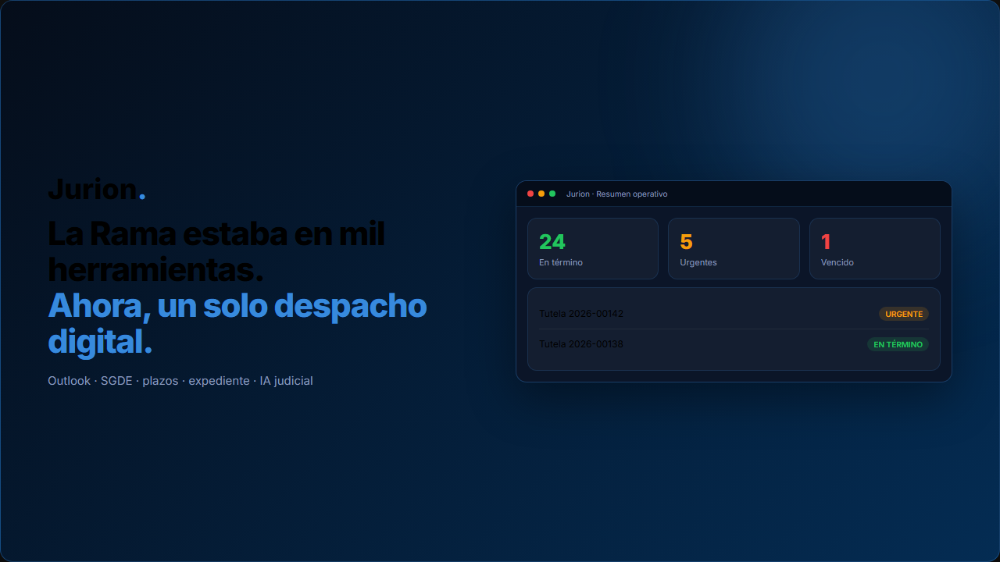 Jurion.
La Rama estaba en mil
herramientas.
Ahora, un solo despacho
digital.
Outlook · SGDE · plazos · expediente · IA judicial
Jurion · Resumen operativo
24
En término
5
Urgentes
1
Vencido
Tutela 2026-00142
URGENTE
Tutela 2026-00138
EN TÉRMINO